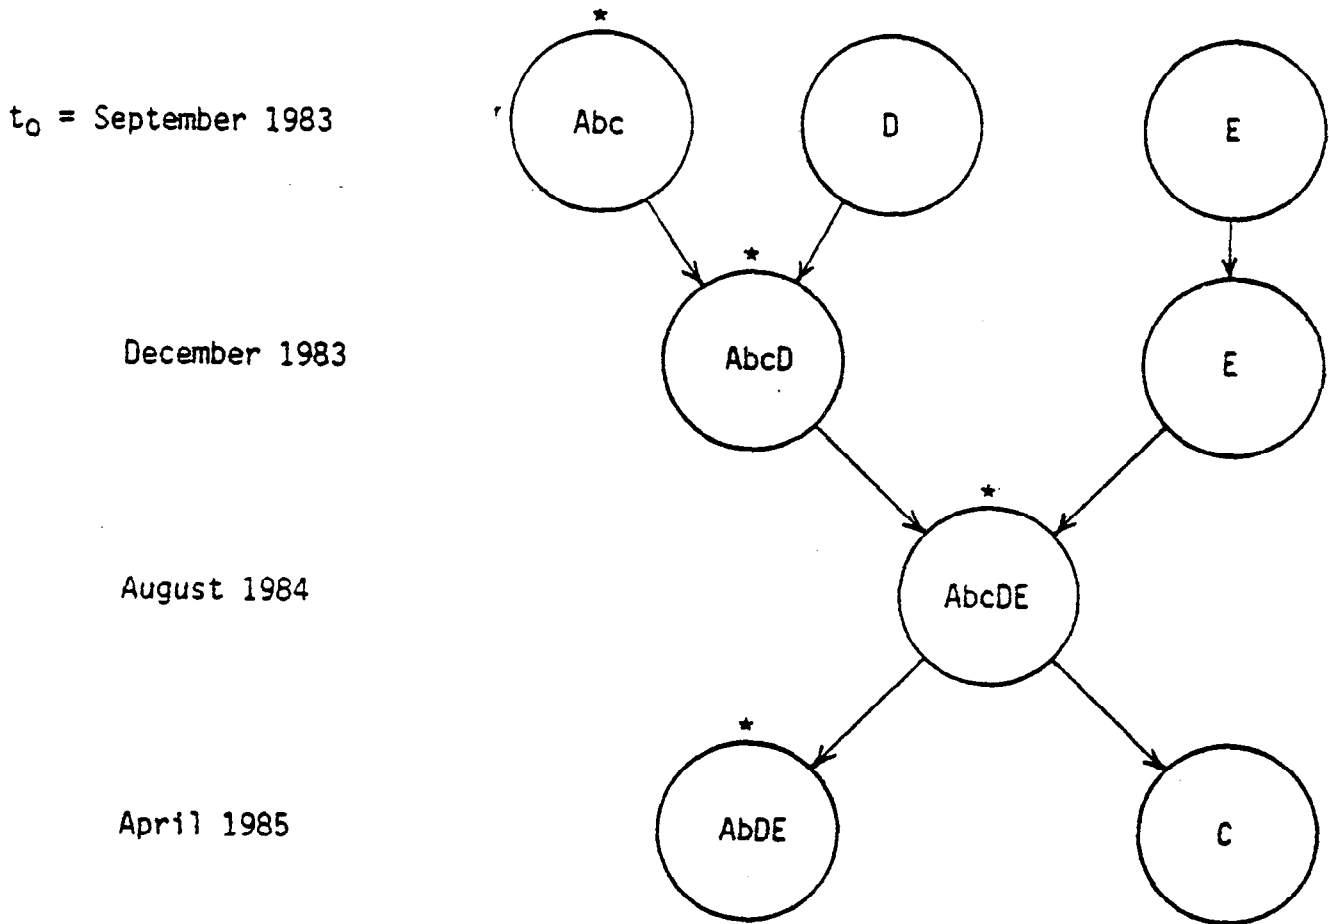 *
t₀ = September 1983 Abc D E
*
December 1983 AbcD E
*
August 1984 AbcDE
*
April 1985 AbDE C